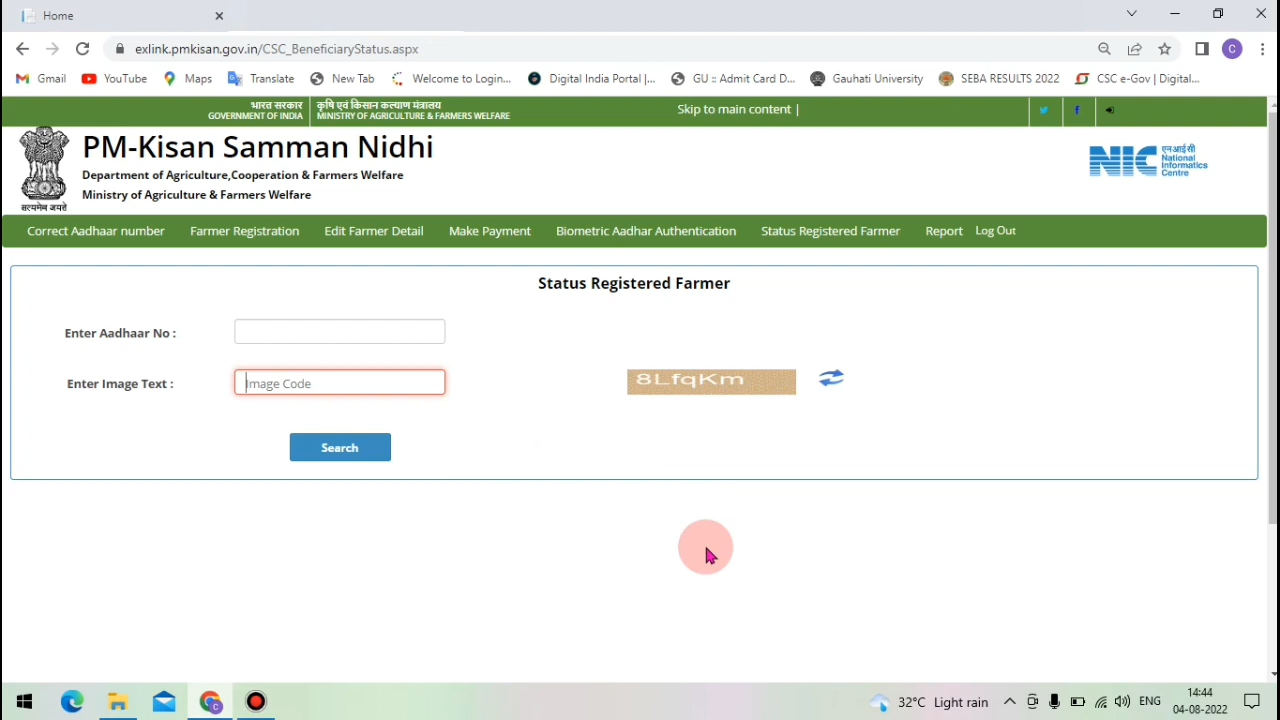 Home
exlink.pmkisan.gov.in/CSC_BeneficiaryStatus.aspx
C
Gmail YouTube Maps Translate New Tab Welcome to Login... Digital India Portal |... GU :: Admit Card D... Gauhati University SEBA RESULTS 2022 CSC e-Gov | Digital...
भारत सरकार
GOVERNMENT OF INDIA
कृषि एवं किसान कल्याण मंत्रालय
MINISTRY OF AGRICULTURE & FARMERS WELFARE
Skip to main content |
PM-Kisan Samman Nidhi
Department of Agriculture,Cooperation & Farmers Welfare
Ministry of Agriculture & Farmers Welfare
सत्यमेव जयते
NIC
एनआईसी
National
Informatics
Centre
Correct Aadhaar number Farmer Registration Edit Farmer Detail Make Payment Biometric Aadhar Authentication Status Registered Farmer Report Log Out
Status Registered Farmer
Enter Aadhaar No :
Enter Image Text : Image Code 8LfqKm
Search
32°C Light rain ENG 14:44
04-08-2022